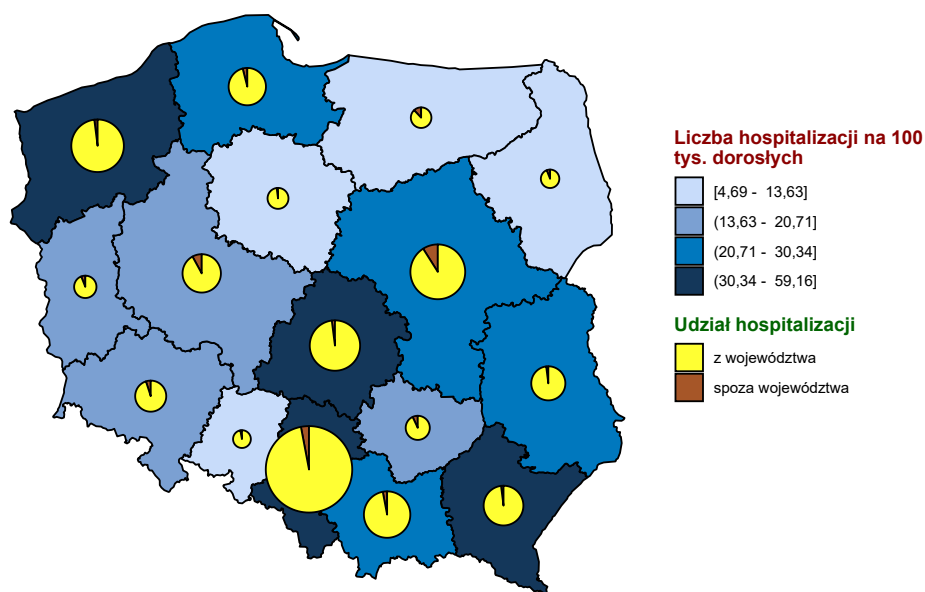 Liczba hospitalizacji na 100
tys. dorosłych
[4,69 - 13,63]
(13,63 - 20,71]
(20,71 - 30,34]
(30,34 - 59,16]
Udział hospitalizacji
z województwa
spoza województwa